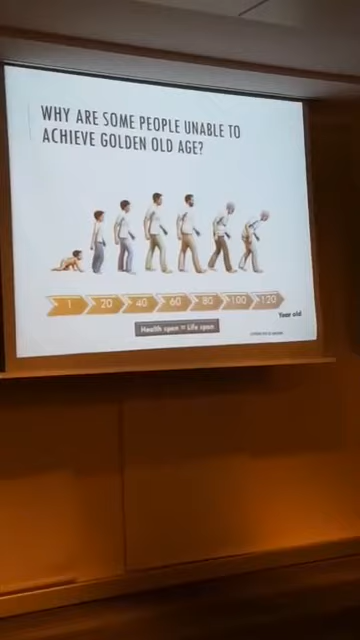 WHY ARE SOME PEOPLE UNABLE TO
ACHIEVE GOLDEN OLD AGE?
1 20 40 60 80 100 120
Year old
Health span = Life span